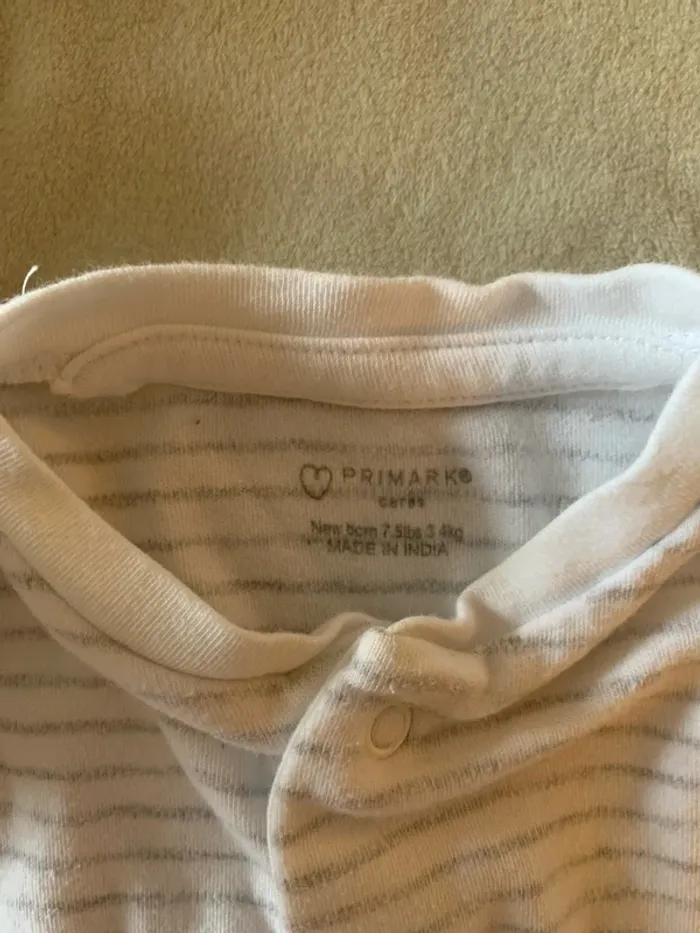 PRIMARK®
cares
New born 7.5lbs 3.4kg
MADE IN INDIA